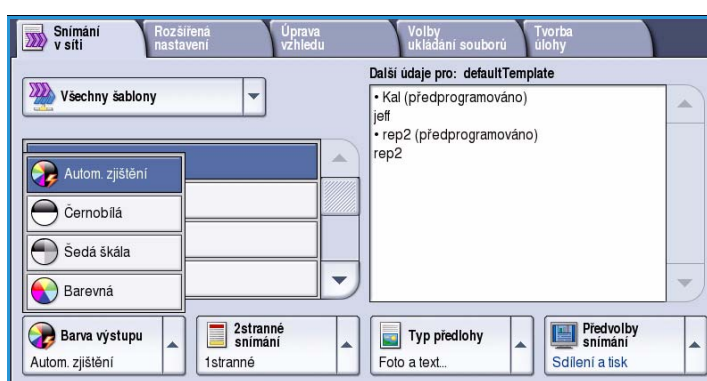 Snímání
v síti
Rozšířená
nastavení
Úprava
vzhledu
Volby
ukládání souborů
Tvorba
úlohy
Všechny šablony
Další údaje pro: defaultTemplate
• Kal (předprogramováno)
jeff
• rep2 (předprogramováno)
rep2
Autom. zjištění
Černobílá
Šedá škála
Barevná
Barva výstupu
Autom. zjištění
2stranné
snímání
1stranné
Typ předlohy
Foto a text...
Předvolby
snímání
Sdílení a tisk